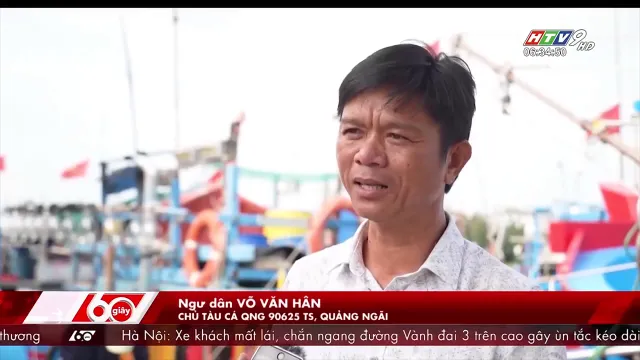 HTV9 HD
06:34:50
60 giây
Ngư dân VÕ VĂN HÂN
CHỦ TÀU CÁ QNG 90625 TS, QUẢNG NGÃI
thương 60 Hà Nội: Xe khách mất lái, chắn ngang đường Vành đai 3 trên cao gây ùn tắc kéo dài